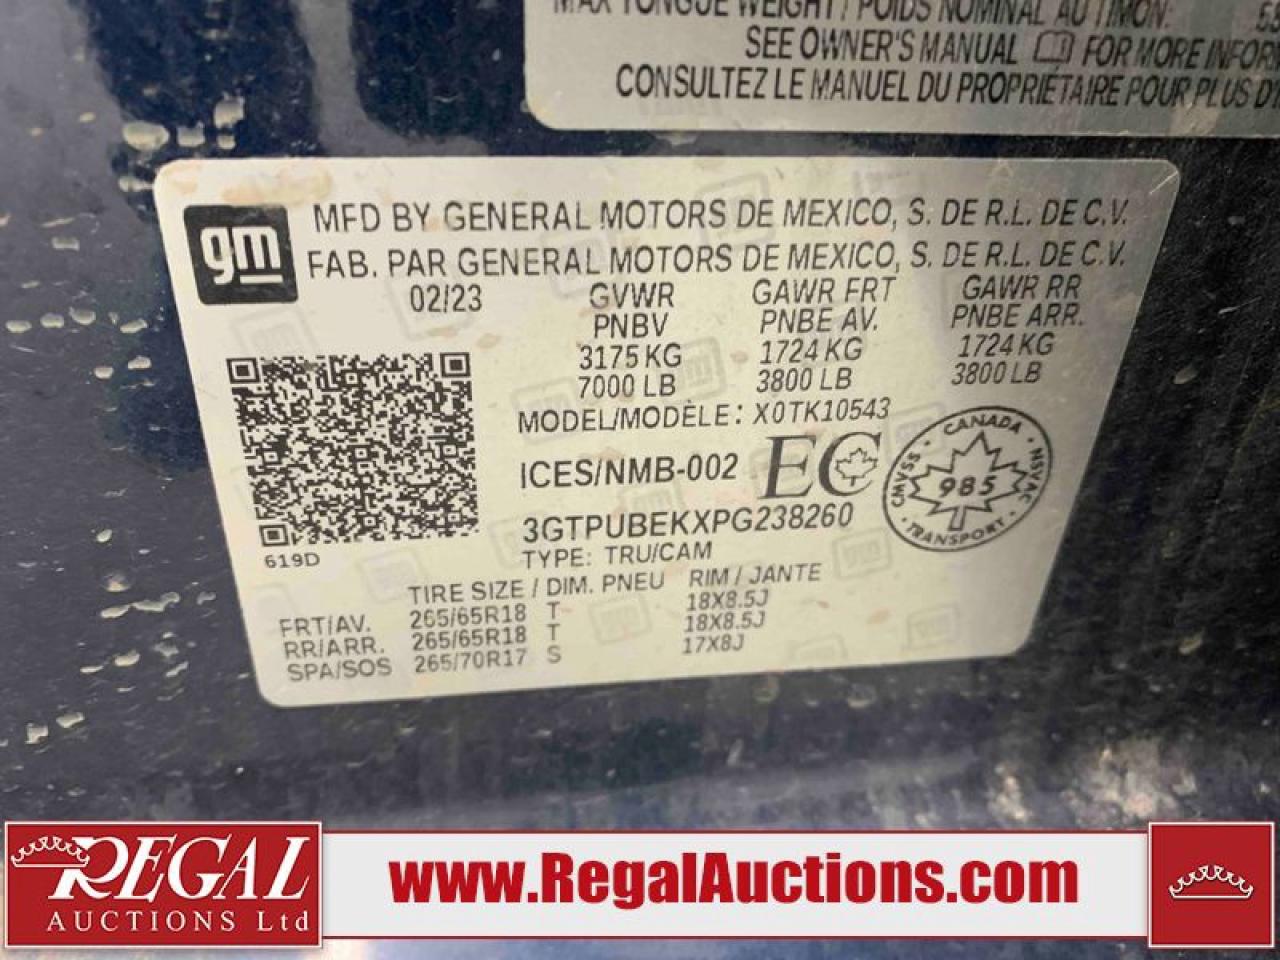 MAX TONGUE WEIGHT / POIDS NOMINAL AU TIMON:
SEE OWNER'S MANUAL FOR MORE
CONSULTEZ LE MANUEL DU PROPRIÉTAIRE POUR PLUS
gm
MFD BY GENERAL MOTORS DE MEXICO, S. DE R.L. DE C.V.
FAB. PAR GENERAL MOTORS DE MEXICO, S. DE R.L. DE C.V.
02/23 GVWR GAWR FRT GAWR RR
PNBV PNBE AV. PNBE ARR.
3175 KG 1724 KG 1724 KG
7000 LB 3800 LB 3800 LB
MODEL/MODÈLE: X0TK10543
ICES/NMB-002 EC
CANADA
CMVSS 985 NSVAC
TRANSPORT
3GTPUBEKXPG238260
619D
TYPE: TRU/CAM
TIRE SIZE / DIM. PNEU RIM / JANTE
FRT/AV. 265/65R18 T 18X8.5J
RR/ARR. 265/65R18 T 18X8.5J
SPA/SOS 265/70R17 S 17X8J
REGAL
AUCTIONS Ltd
www.RegalAuctions.com